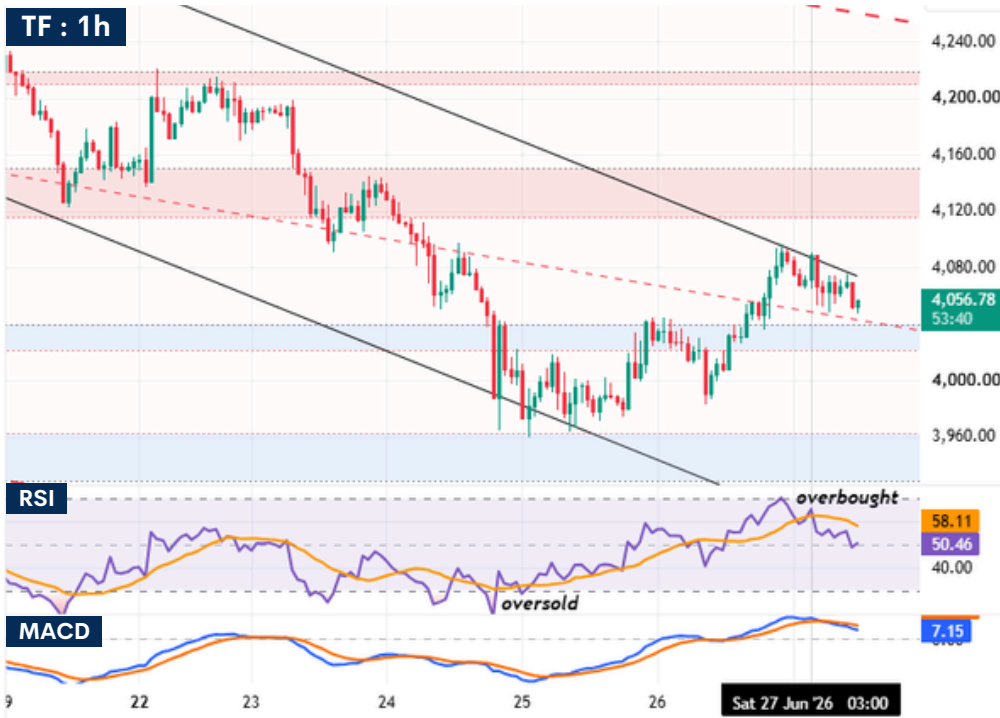 TF : 1h
4,240.00
4,200.00
4,160.00
4,120.00
4,080.00
4,056.78
53:40
4,000.00
3,960.00
RSI
overbought
58.11
50.46
40.00
oversold
MACD
7.15
9 22 23 24 25 26 Sat 27 Jun '26 03:00